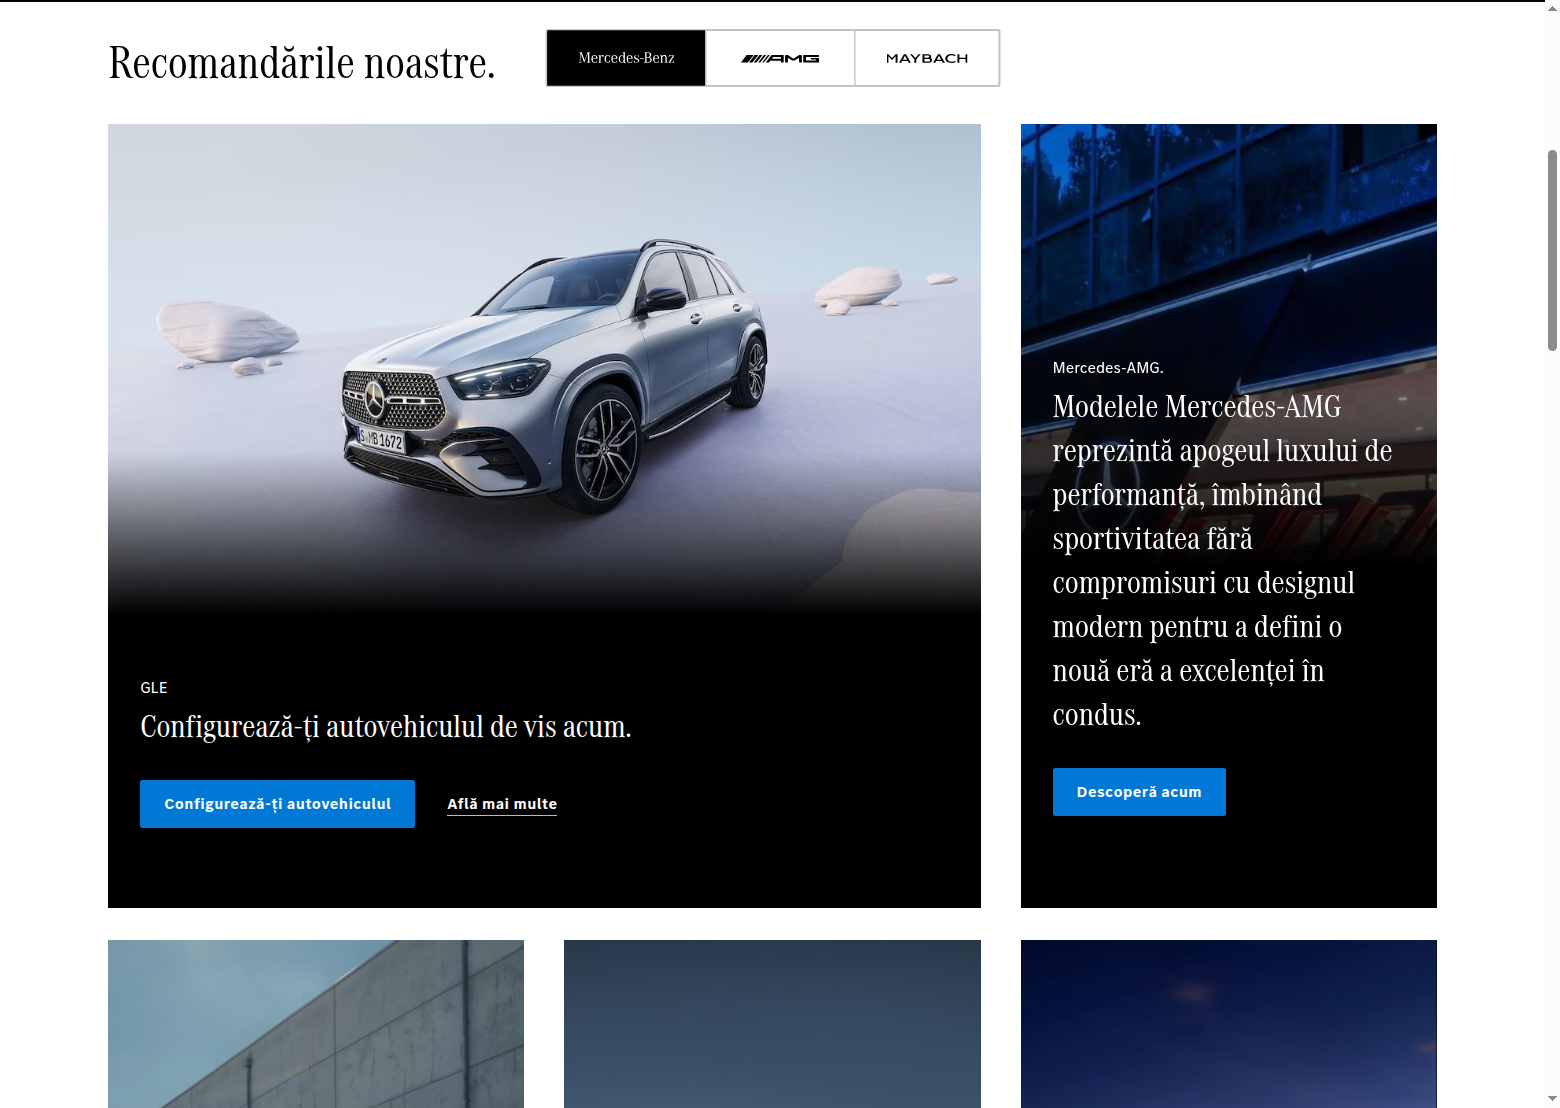 Recomandările noastre.
Mercedes-Benz
AMG
MAYBACH
S MB 1672
GLE
Configurează-ți autovehiculul de vis acum.
Configurează-ți autovehiculul
Află mai multe
Mercedes-AMG.
Modelele Mercedes-AMG
reprezintă apogeul luxului de
performanță, îmbinând
sportivitatea fără
compromisuri cu designul
modern pentru a defini o
nouă eră a excelenței în
condus.
Descoperă acum